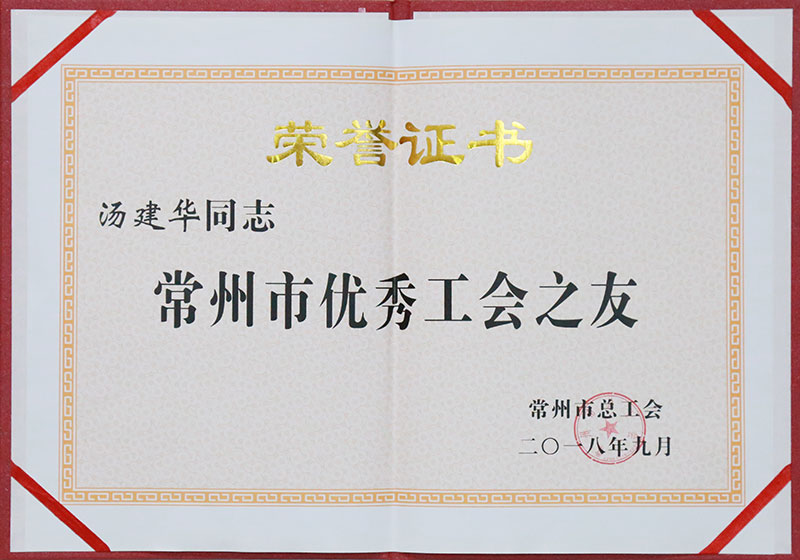 荣誉证书
汤建华同志
常州市优秀工会之友
常州市总工会
二〇一八年九月